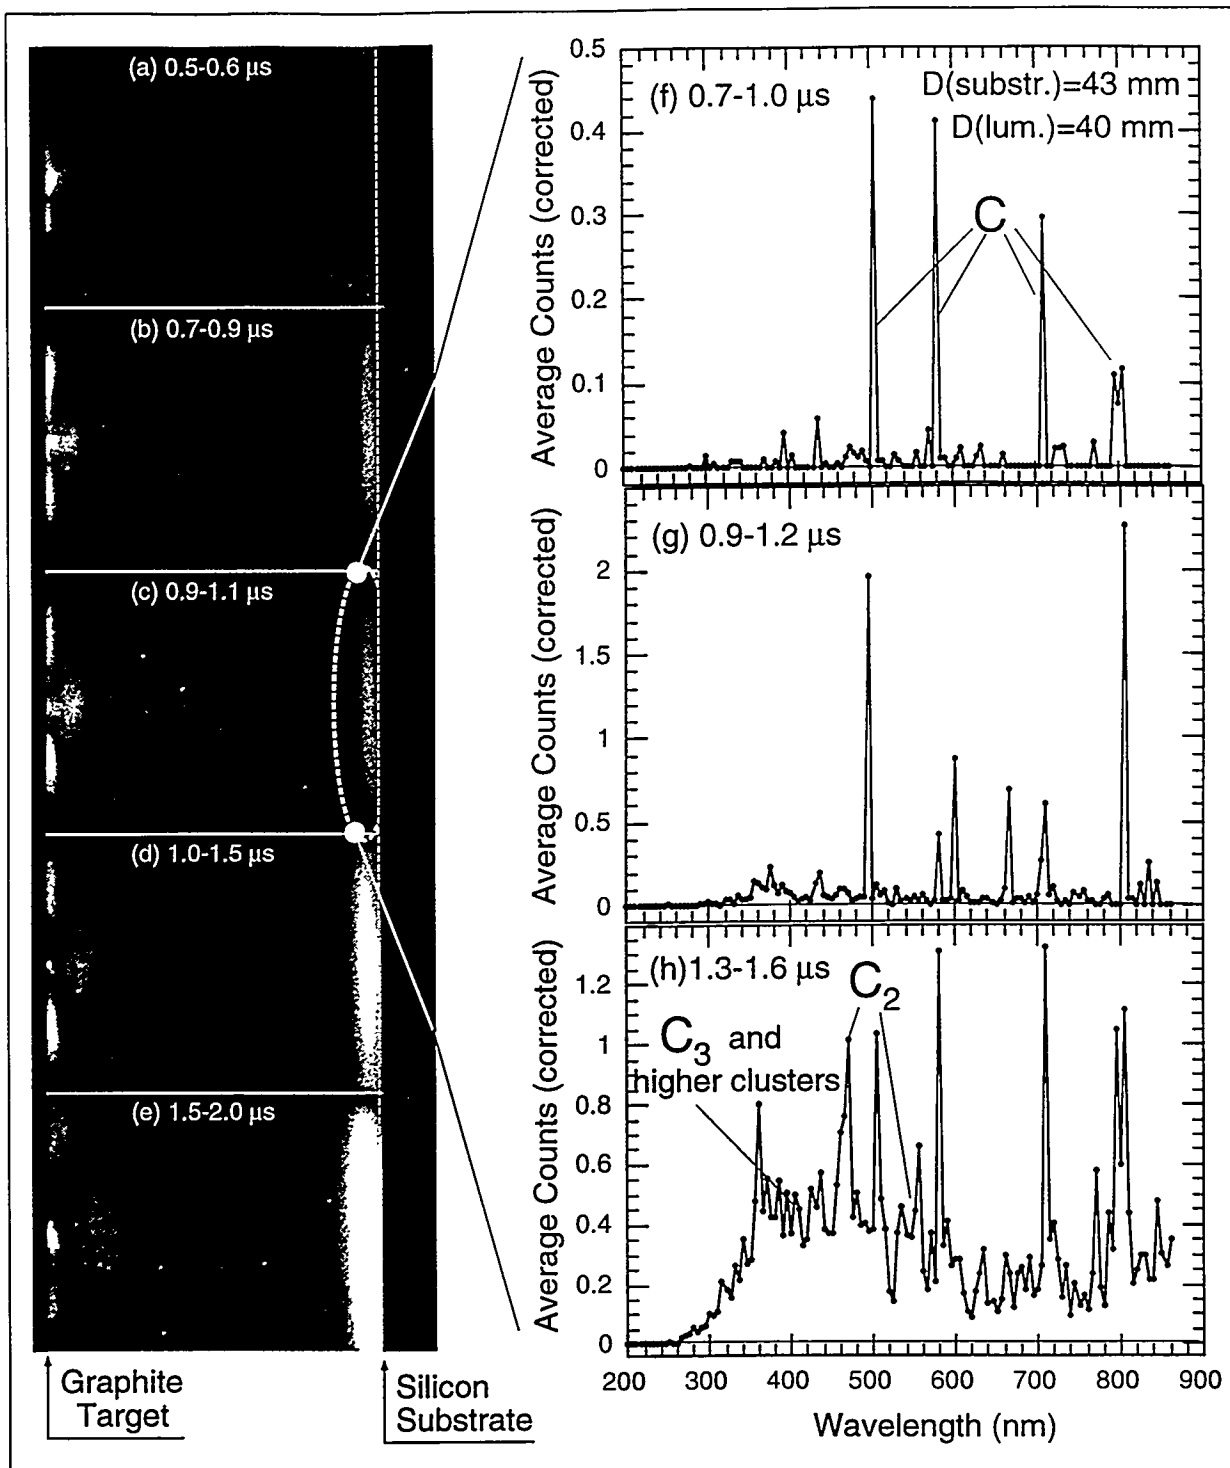 (a) 0.5-0.6 μs
(b) 0.7-0.9 μs
(c) 0.9-1.1 μs
(d) 1.0-1.5 μs
(e) 1.5-2.0 μs
Graphite
Target
Silicon
Substrate
(f) 0.7-1.0 μs
D(substr.)=43 mm
D(lum.)=40 mm
C
Average Counts (corrected)
0.5
0.4
0.3
0.2
0.1
0
(g) 0.9-1.2 μs
Average Counts (corrected)
2
1.5
1
0.5
0
(h)1.3-1.6 μs
C2
C3 and
higher clusters
Average Counts (corrected)
1.2
1
0.8
0.6
0.4
0.2
0
200 300 400 500 600 700 800 900
Wavelength (nm)